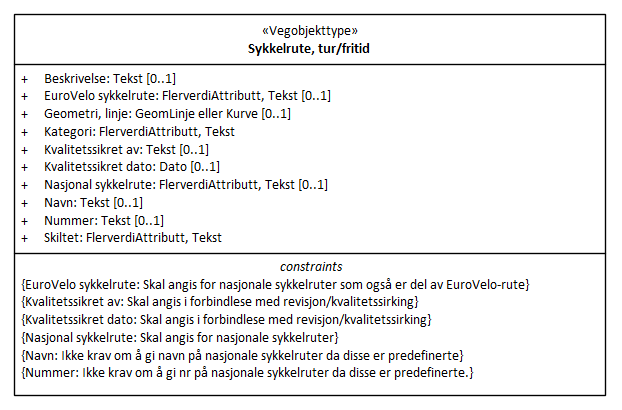 «Vegobjekttype»
Sykkelrute, tur/fritid
+ Beskrivelse: Tekst [0..1]
+ EuroVelo sykkelrute: FlerverdiAttributt, Tekst [0..1]
+ Geometri, linje: GeomLinje eller Kurve [0..1]
+ Kategori: FlerverdiAttributt, Tekst
+ Kvalitetssikret av: Tekst [0..1]
+ Kvalitetssikret dato: Dato [0..1]
+ Nasjonal sykkelrute: FlerverdiAttributt, Tekst [0..1]
+ Navn: Tekst [0..1]
+ Nummer: Tekst [0..1]
+ Skiltet: FlerverdiAttributt, Tekst
constraints
{EuroVelo sykkelrute: Skal angis for nasjonale sykkelruter som også er del av EuroVelo-rute}
{Kvalitetssikret av: Skal angis i forbindlese med revisjon/kvalitetssirking}
{Kvalitetssikret dato: Skal angis i forbindlese med revisjon/kvalitetssirking}
{Nasjonal sykkelrute: Skal angis for nasjonale sykkelruter}
{Navn: Ikke krav om å gi navn på nasjonale sykkelruter da disse er predefinerte}
{Nummer: Ikke krav om å gi nr på nasjonale sykkelruter da disse er predefinerte.}